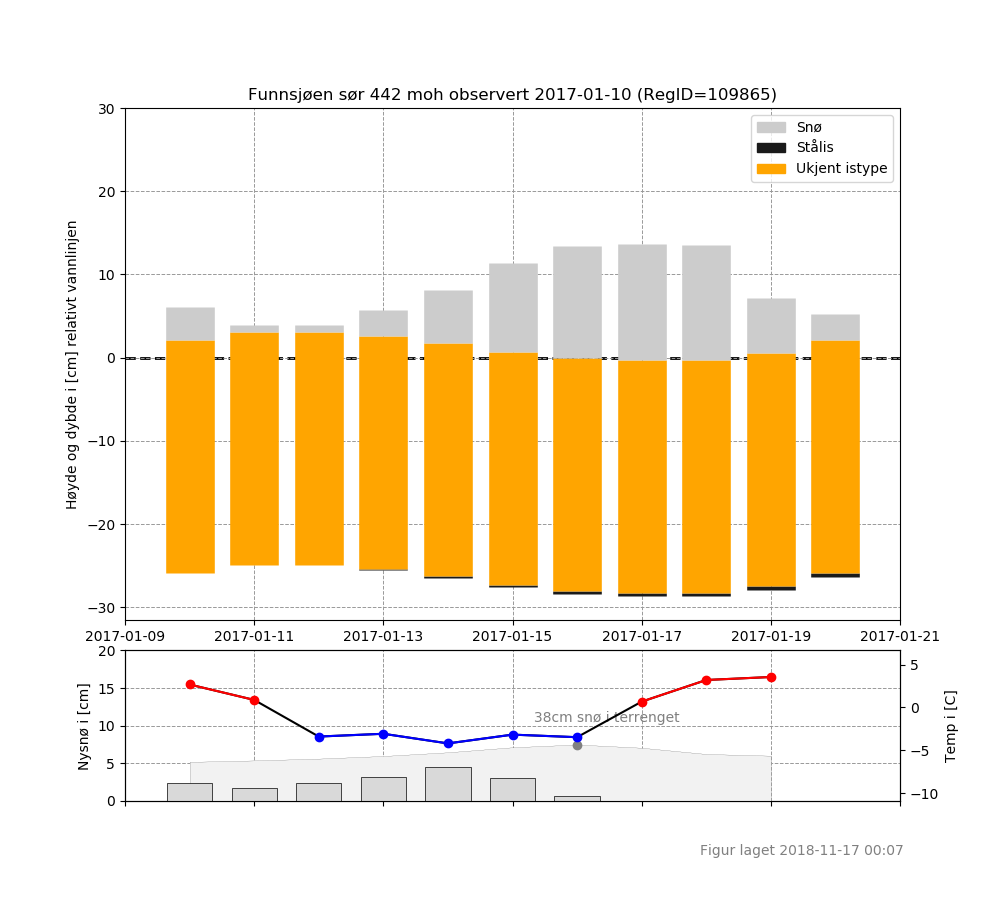 Funnsjøen sør 442 moh observert 2017-01-10 (RegID=109865)
30
20
10
0
−10
−20
−30
Høyde og dybde i [cm] relativt vannlinjen
Snø
Stålis
Ukjent istype
2017-01-09 2017-01-11 2017-01-13 2017-01-15 2017-01-17 2017-01-19 2017-01-21
20
15
10
5
0
Nysnø i [cm]
38cm snø i terrenget
5
0
−5
−10
Temp i [C]
Figur laget 2018-11-17 00:07